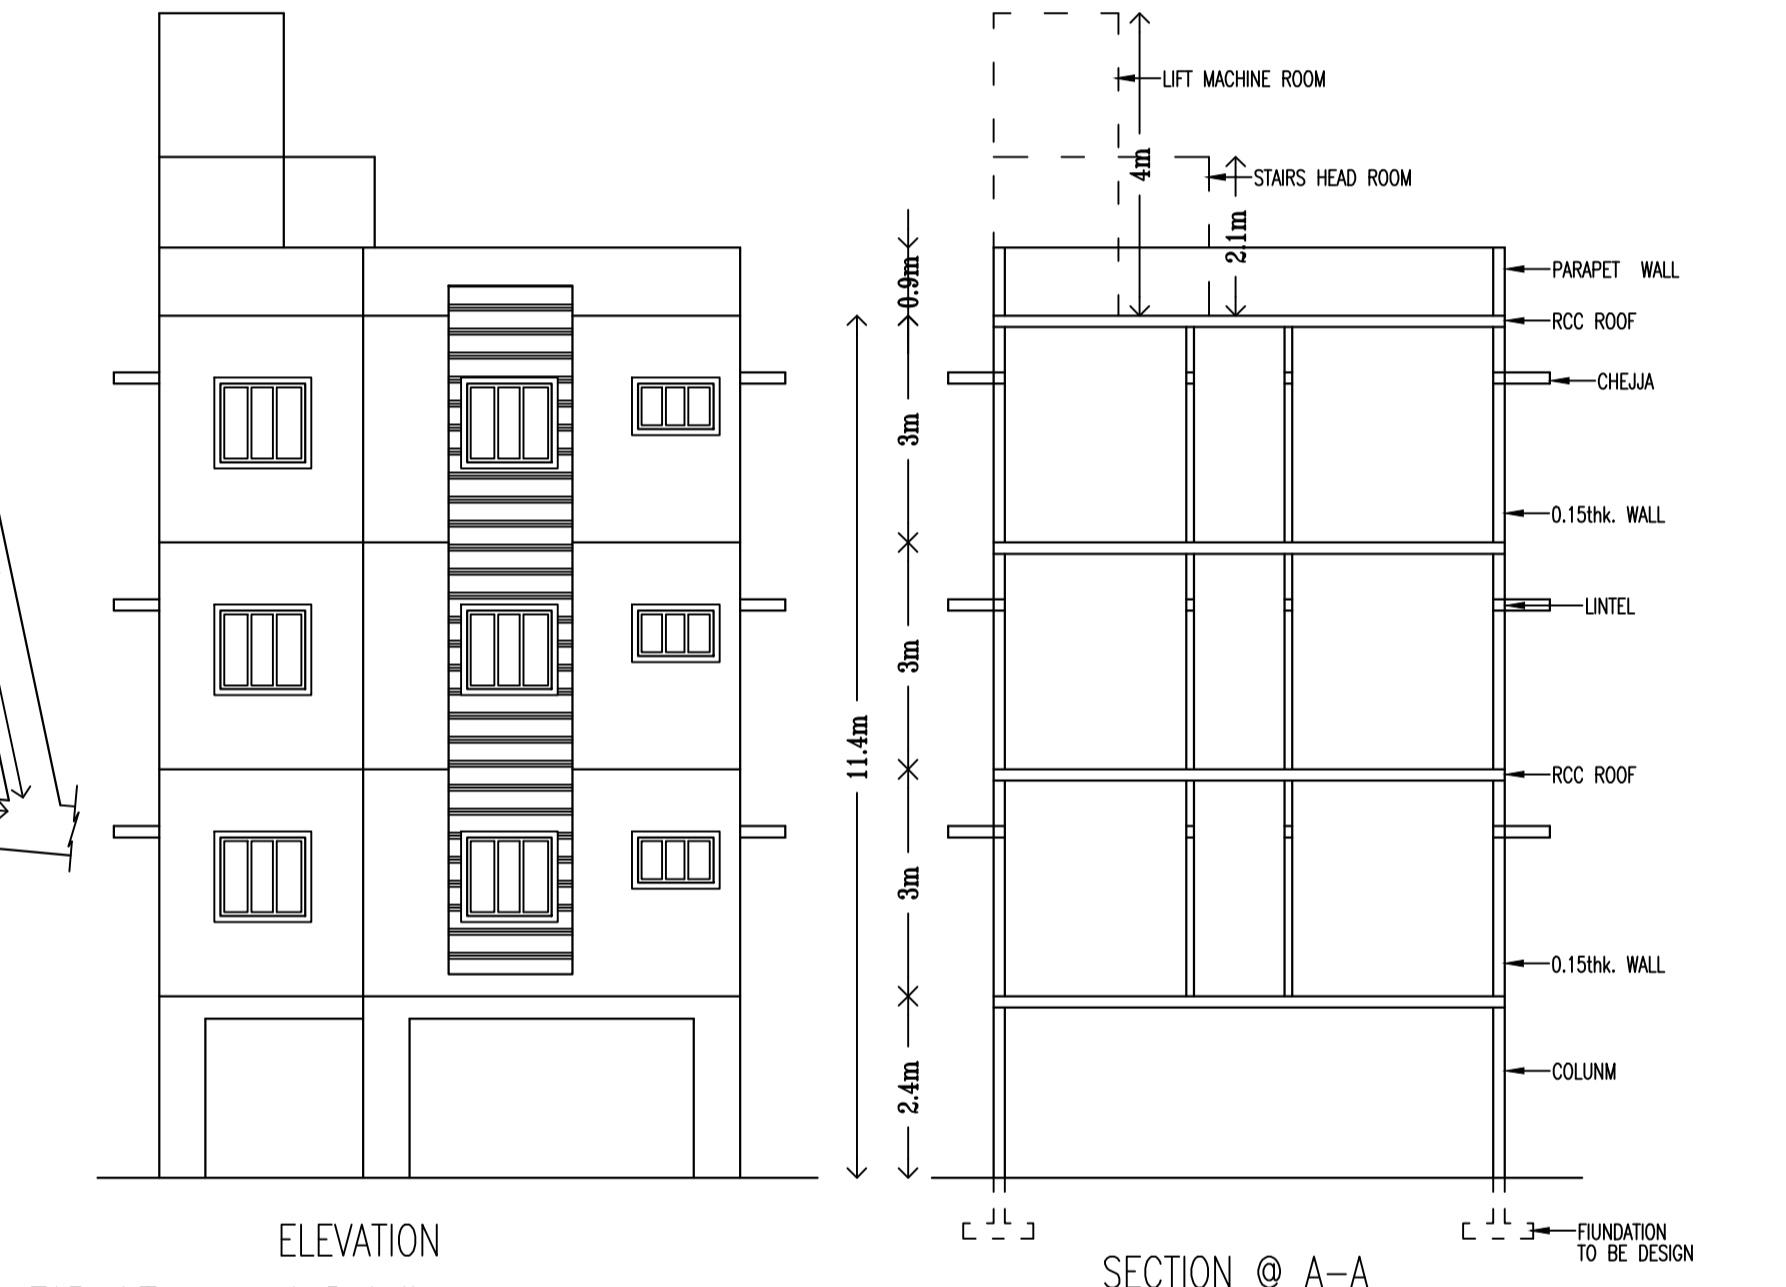 LIFT MACHINE ROOM
4m
STAIRS HEAD ROOM
2.1m
0.9m
PARAPET WALL
RCC ROOF
CHEJJA
3m
0.15thk. WALL
LINTEL
3m
11.4m
RCC ROOF
3m
0.15thk. WALL
COLUNM
2.4m
FIUNDATION
TO BE DESIGN
ELEVATION
SECTION @ A-A